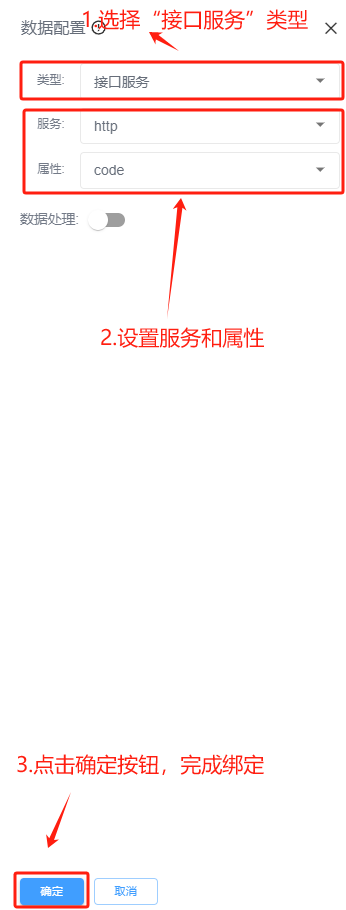 数据配置
1.选择“接口服务”类型
类型: 接口服务
服务: http
属性: code
数据处理:
2.设置服务和属性
3.点击确定按钮，完成绑定
确定 取消